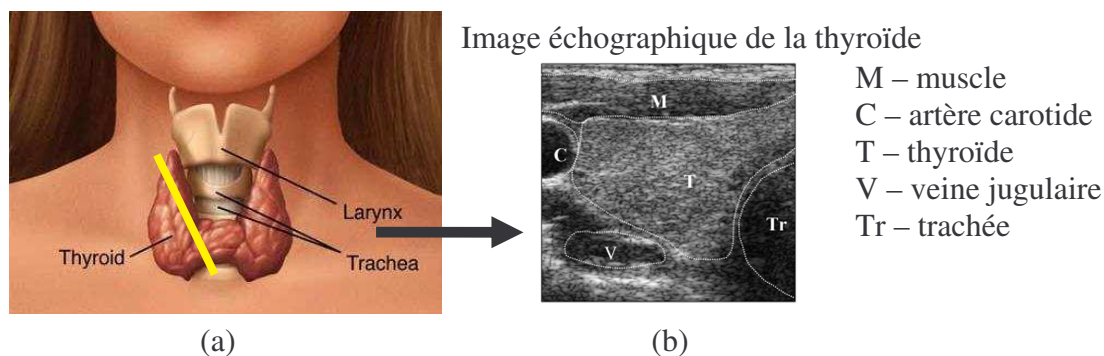 Image échographique de la thyroïde
Larynx
Thyroid
Trachea
M
C
T
Tr
V
M – muscle
C – artère carotide
T – thyroïde
V – veine jugulaire
Tr – trachée
(a)
(b)